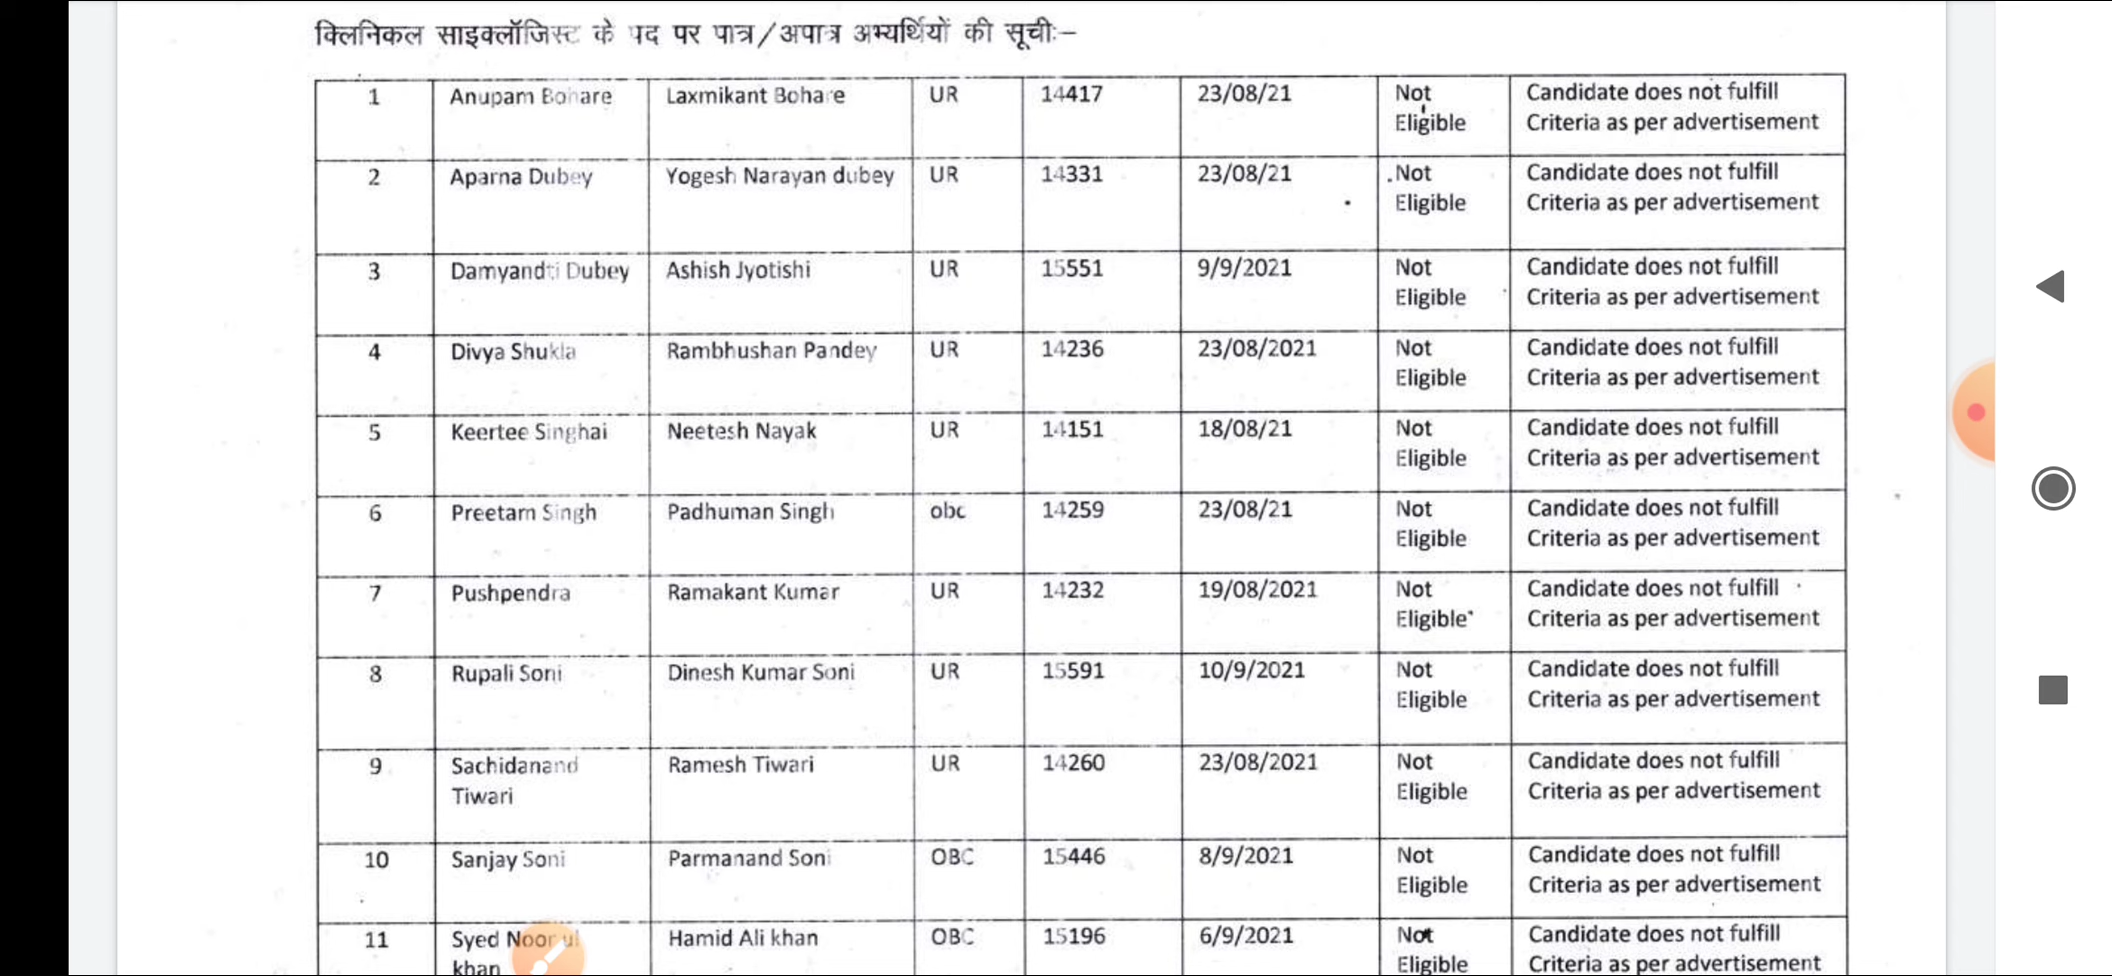 क्लिनिकल साइक्लॉजिस्ट के पद पर पात्र/अपात्र अभ्यर्थियों की सूचीः–
1 Anupam Bohare Laxmikant Bohare UR 14417 23/08/21 Not Candidate does not fulfill
Eligible Criteria as per advertisement
2 Aparna Dubey Yogesh Narayan dubey UR 14331 23/08/21 Not Candidate does not fulfill
Eligible Criteria as per advertisement
3 Damyandti Dubey Ashish Jyotishi UR 15551 9/9/2021 Not Candidate does not fulfill
Eligible Criteria as per advertisement
4 Divya Shukla Rambhushan Pandey UR 14236 23/08/2021 Not Candidate does not fulfill
Eligible Criteria as per advertisement
5 Keertee Singhai Neetesh Nayak UR 14151 18/08/21 Not Candidate does not fulfill
Eligible Criteria as per advertisement
6 Preetam Singh Padhuman Singh obc 14259 23/08/21 Not Candidate does not fulfill
Eligible Criteria as per advertisement
7 Pushpendra Ramakant Kumar UR 14232 19/08/2021 Not Candidate does not fulfill
Eligible Criteria as per advertisement
8 Rupali Soni Dinesh Kumar Soni UR 15591 10/9/2021 Not Candidate does not fulfill
Eligible Criteria as per advertisement
9 Sachidanand Ramesh Tiwari UR 14260 23/08/2021 Not Candidate does not fulfill
Tiwari Eligible Criteria as per advertisement
10 Sanjay Soni Parmanand Soni OBC 15446 8/9/2021 Not Candidate does not fulfill
Eligible Criteria as per advertisement
11 Syed Noor ul Hamid Ali khan OBC 15196 6/9/2021 Not Candidate does not fulfill
khan Eligible Criteria as per advertisement